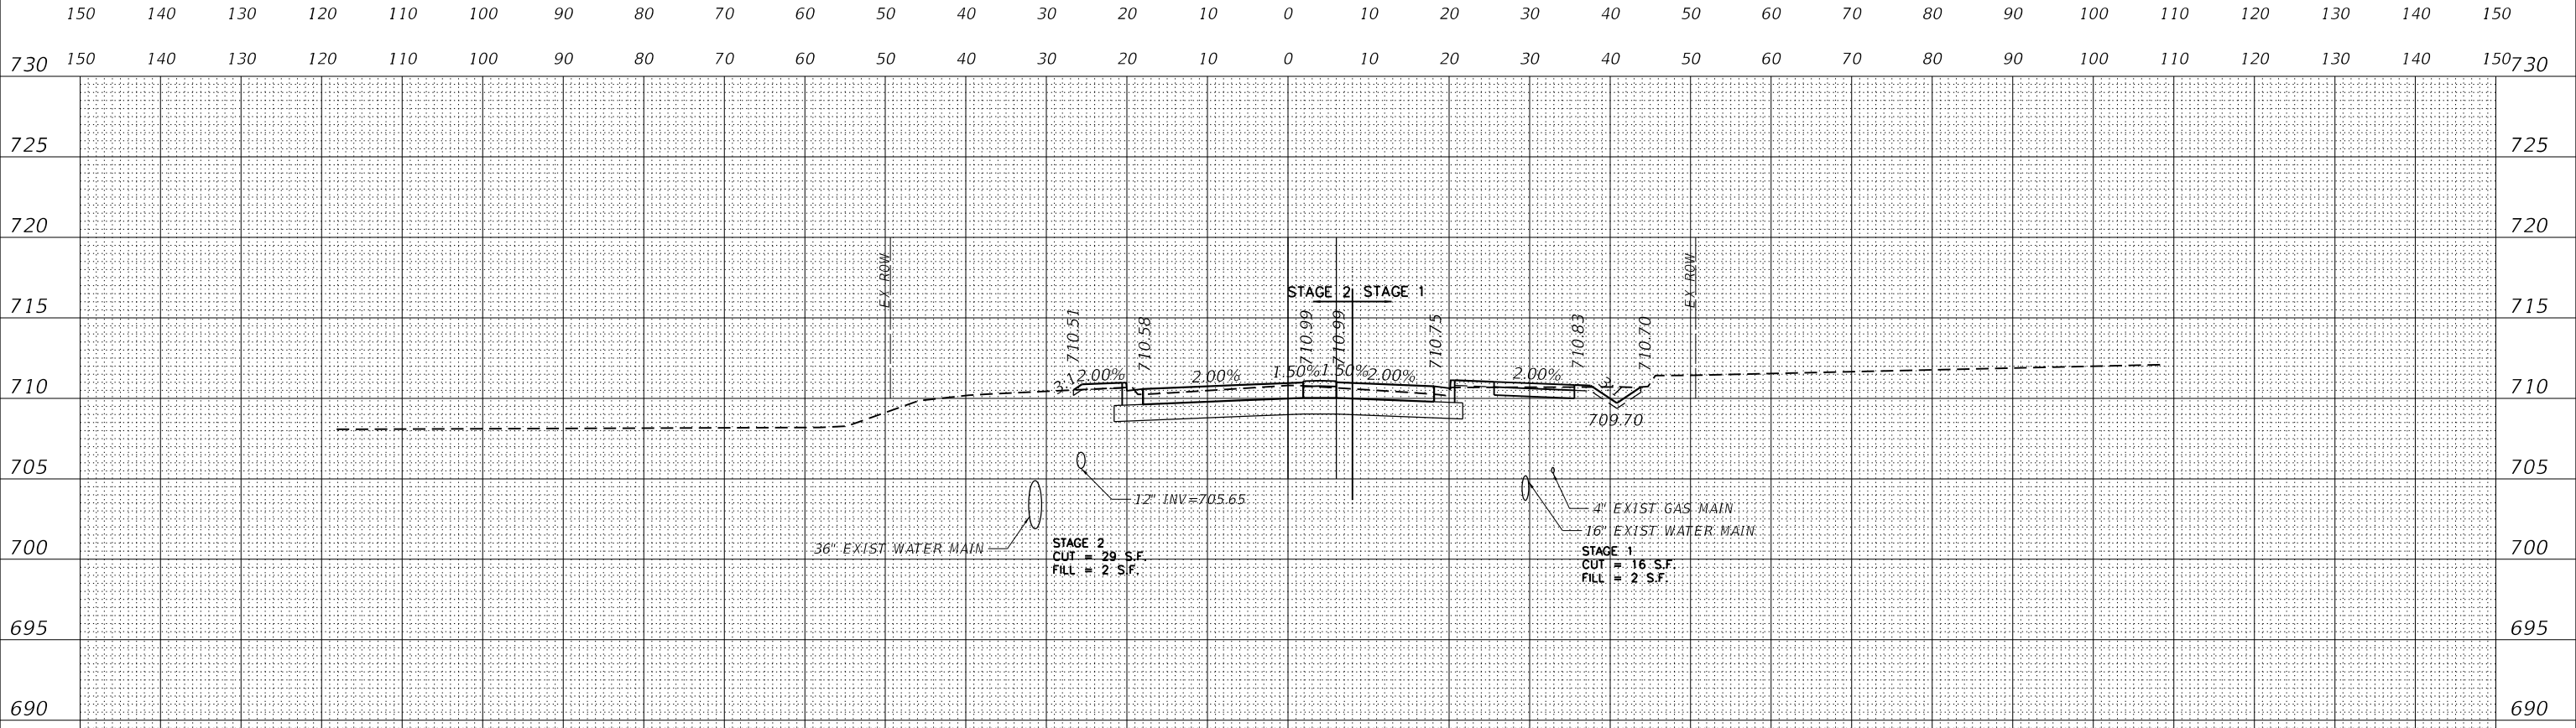 150 140 130 120 110 100 90 80 70 60 50 40 30 20 10 0 10 20 30 40 50 60 70 80 90 100 110 120 130 140 150
150 140 130 120 110 100 90 80 70 60 50 40 30 20 10 0 10 20 30 40 50 60 70 80 90 100 110 120 130 140 150
730 730
725 725
720 720
EX ROW EX ROW
STAGE 2 STAGE 1
715 715
710.51 710.58 710.99 710.99 710.75 710.83 710.70
3:1 2.00% 2.00% 1.50% 1.50% 2.00% 2.00%
710 710
709.70
705 705
12" INV=705.65
4" EXIST GAS MAIN
16" EXIST WATER MAIN
36" EXIST WATER MAIN
STAGE 2
CUT = 29 S.F.
FILL = 2 S.F.
STAGE 1
CUT = 16 S.F.
FILL = 2 S.F.
700 700
695 695
690 690